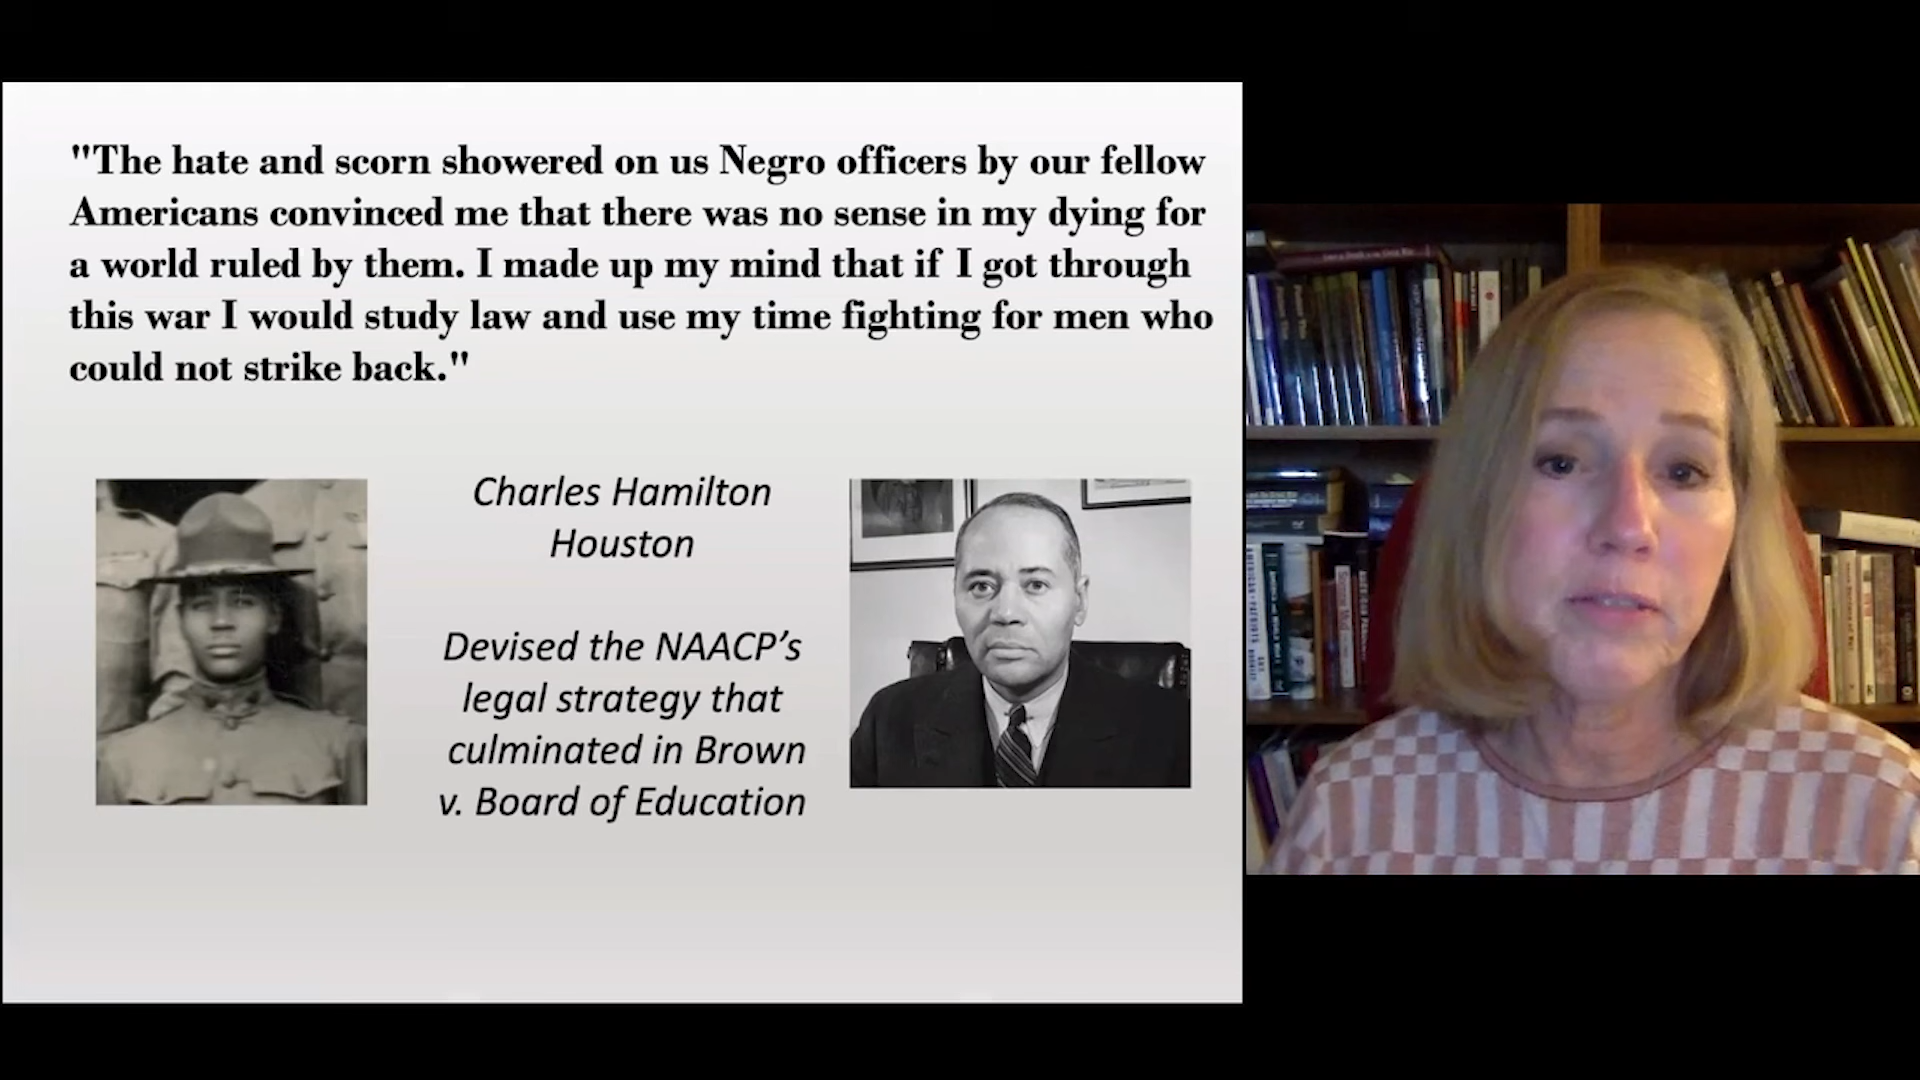 "The hate and scorn showered on us Negro officers by our fellow
Americans convinced me that there was no sense in my dying for
a world ruled by them. I made up my mind that if I got through
this war I would study law and use my time fighting for men who
could not strike back."
Charles Hamilton
Houston
Devised the NAACP’s
legal strategy that
culminated in Brown
v. Board of Education